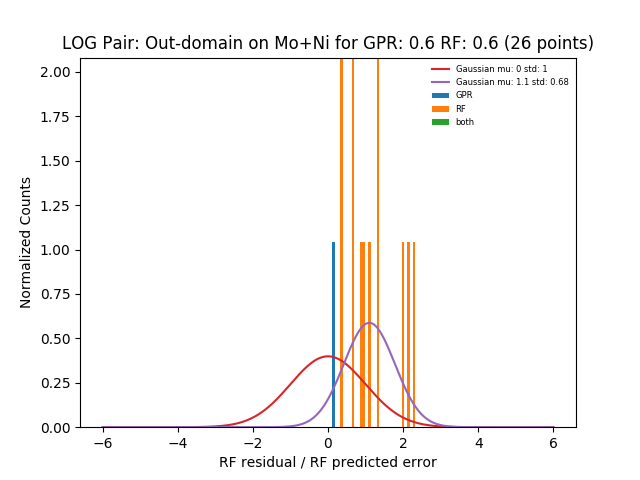 LOG Pair: Out-domain on Mo+Ni for GPR: 0.6 RF: 0.6 (26 points)
Gaussian mu: 0 std: 1
Gaussian mu: 1.1 std: 0.68
GPR
RF
both
Normalized Counts
2.00
1.75
1.50
1.25
1.00
0.75
0.50
0.25
0.00
−6 −4 −2 0 2 4 6
RF residual / RF predicted error